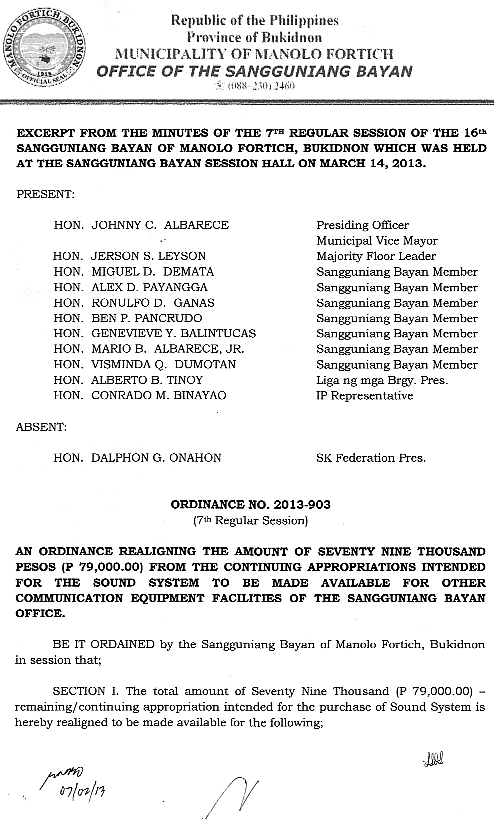 MANOLO FORTICH, BUKIDNON
1918
OFFICIAL SEAL
Republic of the Philippines
Province of Bukidnon
MUNICIPALITY OF MANOLO FORTICH
OFFICE OF THE SANGGUNIANG BAYAN
☏ (088-230) 2460
EXCERPT FROM THE MINUTES OF THE 7TH REGULAR SESSION OF THE 16th
SANGGUNIANG BAYAN OF MANOLO FORTICH, BUKIDNON WHICH WAS HELD
AT THE SANGGUNIANG BAYAN SESSION HALL ON MARCH 14, 2013.
PRESENT:
HON. JOHNNY C. ALBARECE Presiding Officer
Municipal Vice Mayor
HON. JERSON S. LEYSON Majority Floor Leader
HON. MIGUEL D. DEMATA Sangguniang Bayan Member
HON. ALEX D. PAYANGGA Sangguniang Bayan Member
HON. RONULFO D. GANAS Sangguniang Bayan Member
HON. BEN P. PANCRUDO Sangguniang Bayan Member
HON. GENEVIEVE Y. BALINTUCAS Sangguniang Bayan Member
HON. MARIO B. ALBARECE, JR. Sangguniang Bayan Member
HON. VISMINDA Q. DUMOTAN Sangguniang Bayan Member
HON. ALBERTO B. TINOY Liga ng mga Brgy. Pres.
HON. CONRADO M. BINAYAO IP Representative
ABSENT:
HON. DALPHON G. ONAHON SK Federation Pres.
ORDINANCE NO. 2013-903
(7th Regular Session)
AN ORDINANCE REALIGNING THE AMOUNT OF SEVENTY NINE THOUSAND
PESOS (P 79,000.00) FROM THE CONTINUING APPROPRIATIONS INTENDED
FOR THE SOUND SYSTEM TO BE MADE AVAILABLE FOR OTHER
COMMUNICATION EQUIPMENT FACILITIES OF THE SANGGUNIANG BAYAN
OFFICE.
BE IT ORDAINED by the Sangguniang Bayan of Manolo Fortich, Bukidnon
in session that;
SECTION I. The total amount of Seventy Nine Thousand (P 79,000.00) –
remaining/continuing appropriation intended for the purchase of Sound System is
hereby realigned to be made available for the following;
07/02/13